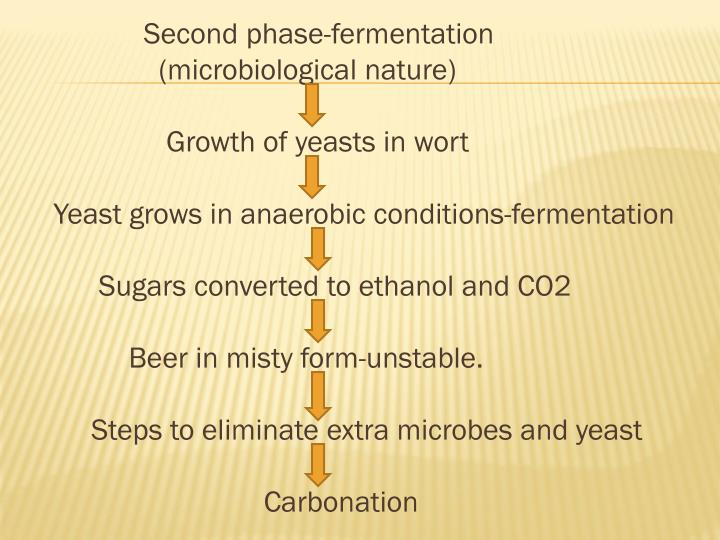 Second phase-fermentation
(microbiological nature)
Growth of yeasts in wort
Yeast grows in anaerobic conditions-fermentation
Sugars converted to ethanol and CO2
Beer in misty form-unstable.
Steps to eliminate extra microbes and yeast
Carbonation